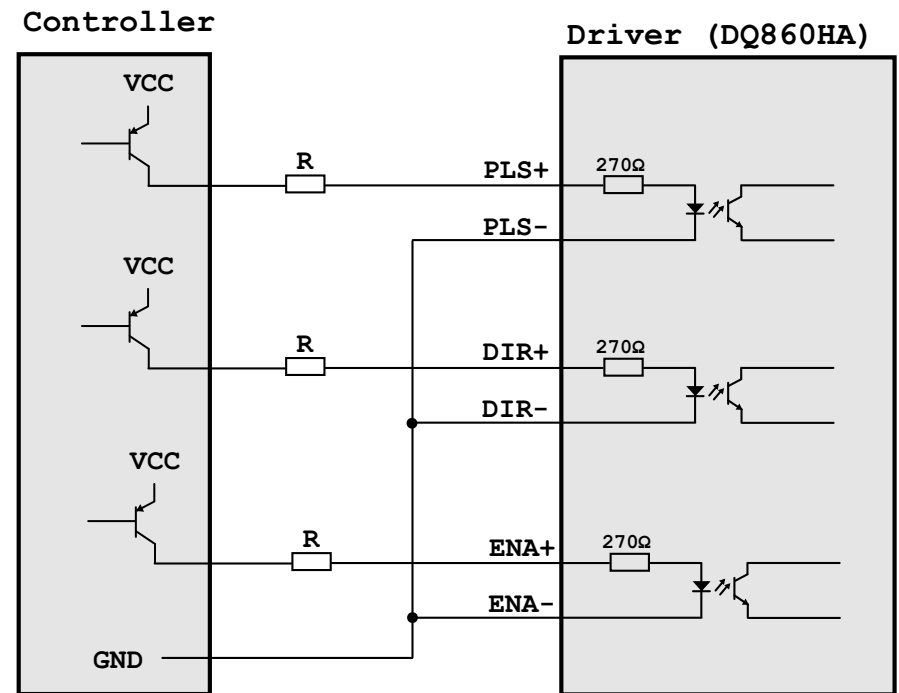 Controller
Driver (DQ860HA)
VCC
R
PLS+
270Ω
PLS-
VCC
R
DIR+
270Ω
DIR-
VCC
R
ENA+
270Ω
ENA-
GND